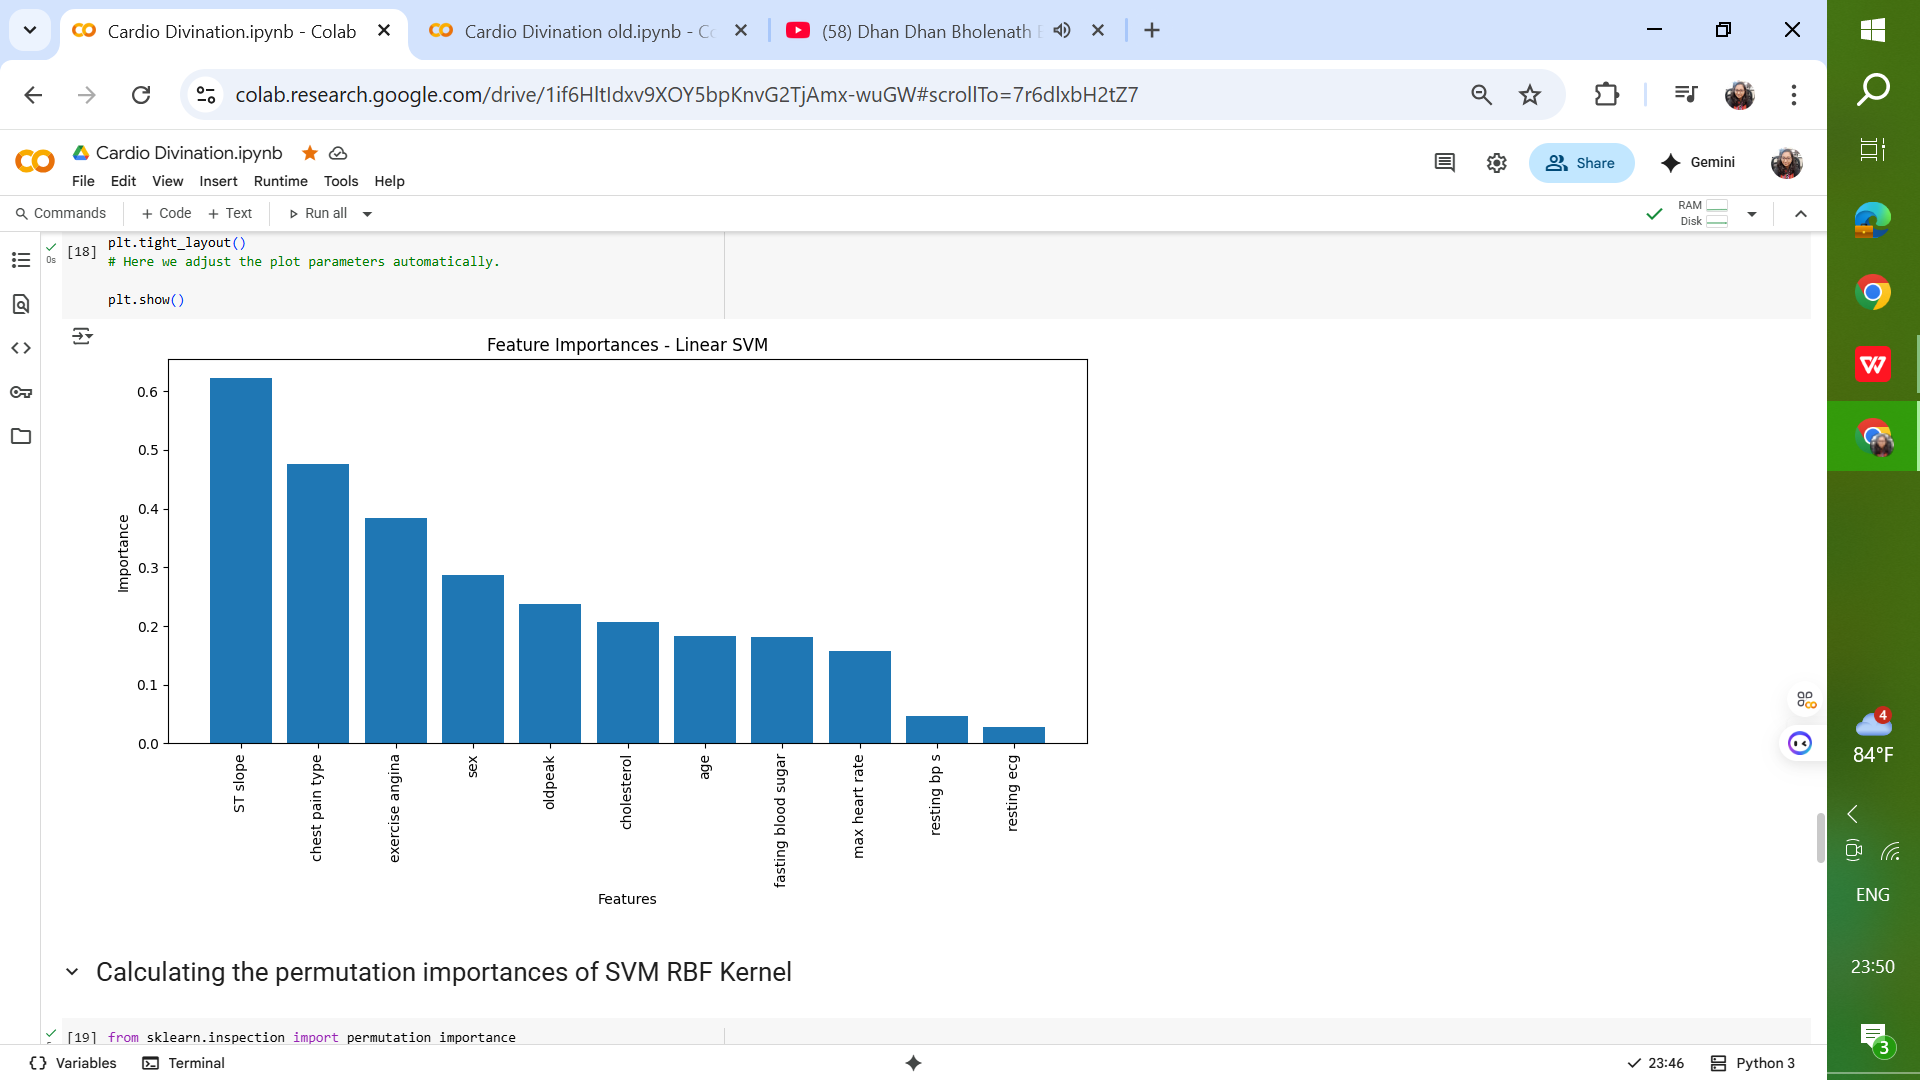 Cardio Divination.ipynb - Colab
Cardio Divination old.ipynb - Co
(58) Dhan Dhan Bholenath
colab.research.google.com/drive/1if6HltIdxv9XOY5bpKnvG2TjAmx-wuGW#scrollTo=7r6dlxbH2tZ7
Cardio Divination.ipynb
File Edit View Insert Runtime Tools Help
Share
Gemini
Commands + Code + Text Run all
RAM
Disk
[18]
0s
plt.tight_layout()
# Here we adjust the plot parameters automatically.
plt.show()
Feature Importances - Linear SVM
Importance
0.6
0.5
0.4
0.3
0.2
0.1
0.0
ST slope
chest pain type
exercise angina
sex
oldpeak
cholesterol
age
fasting blood sugar
max heart rate
resting bp s
resting ecg
Features
Calculating the permutation importances of SVM RBF Kernel
[19] from sklearn.inspection import permutation_importance
{} Variables Terminal
23:46 Python 3
4
84°F
ENG
23:50
3